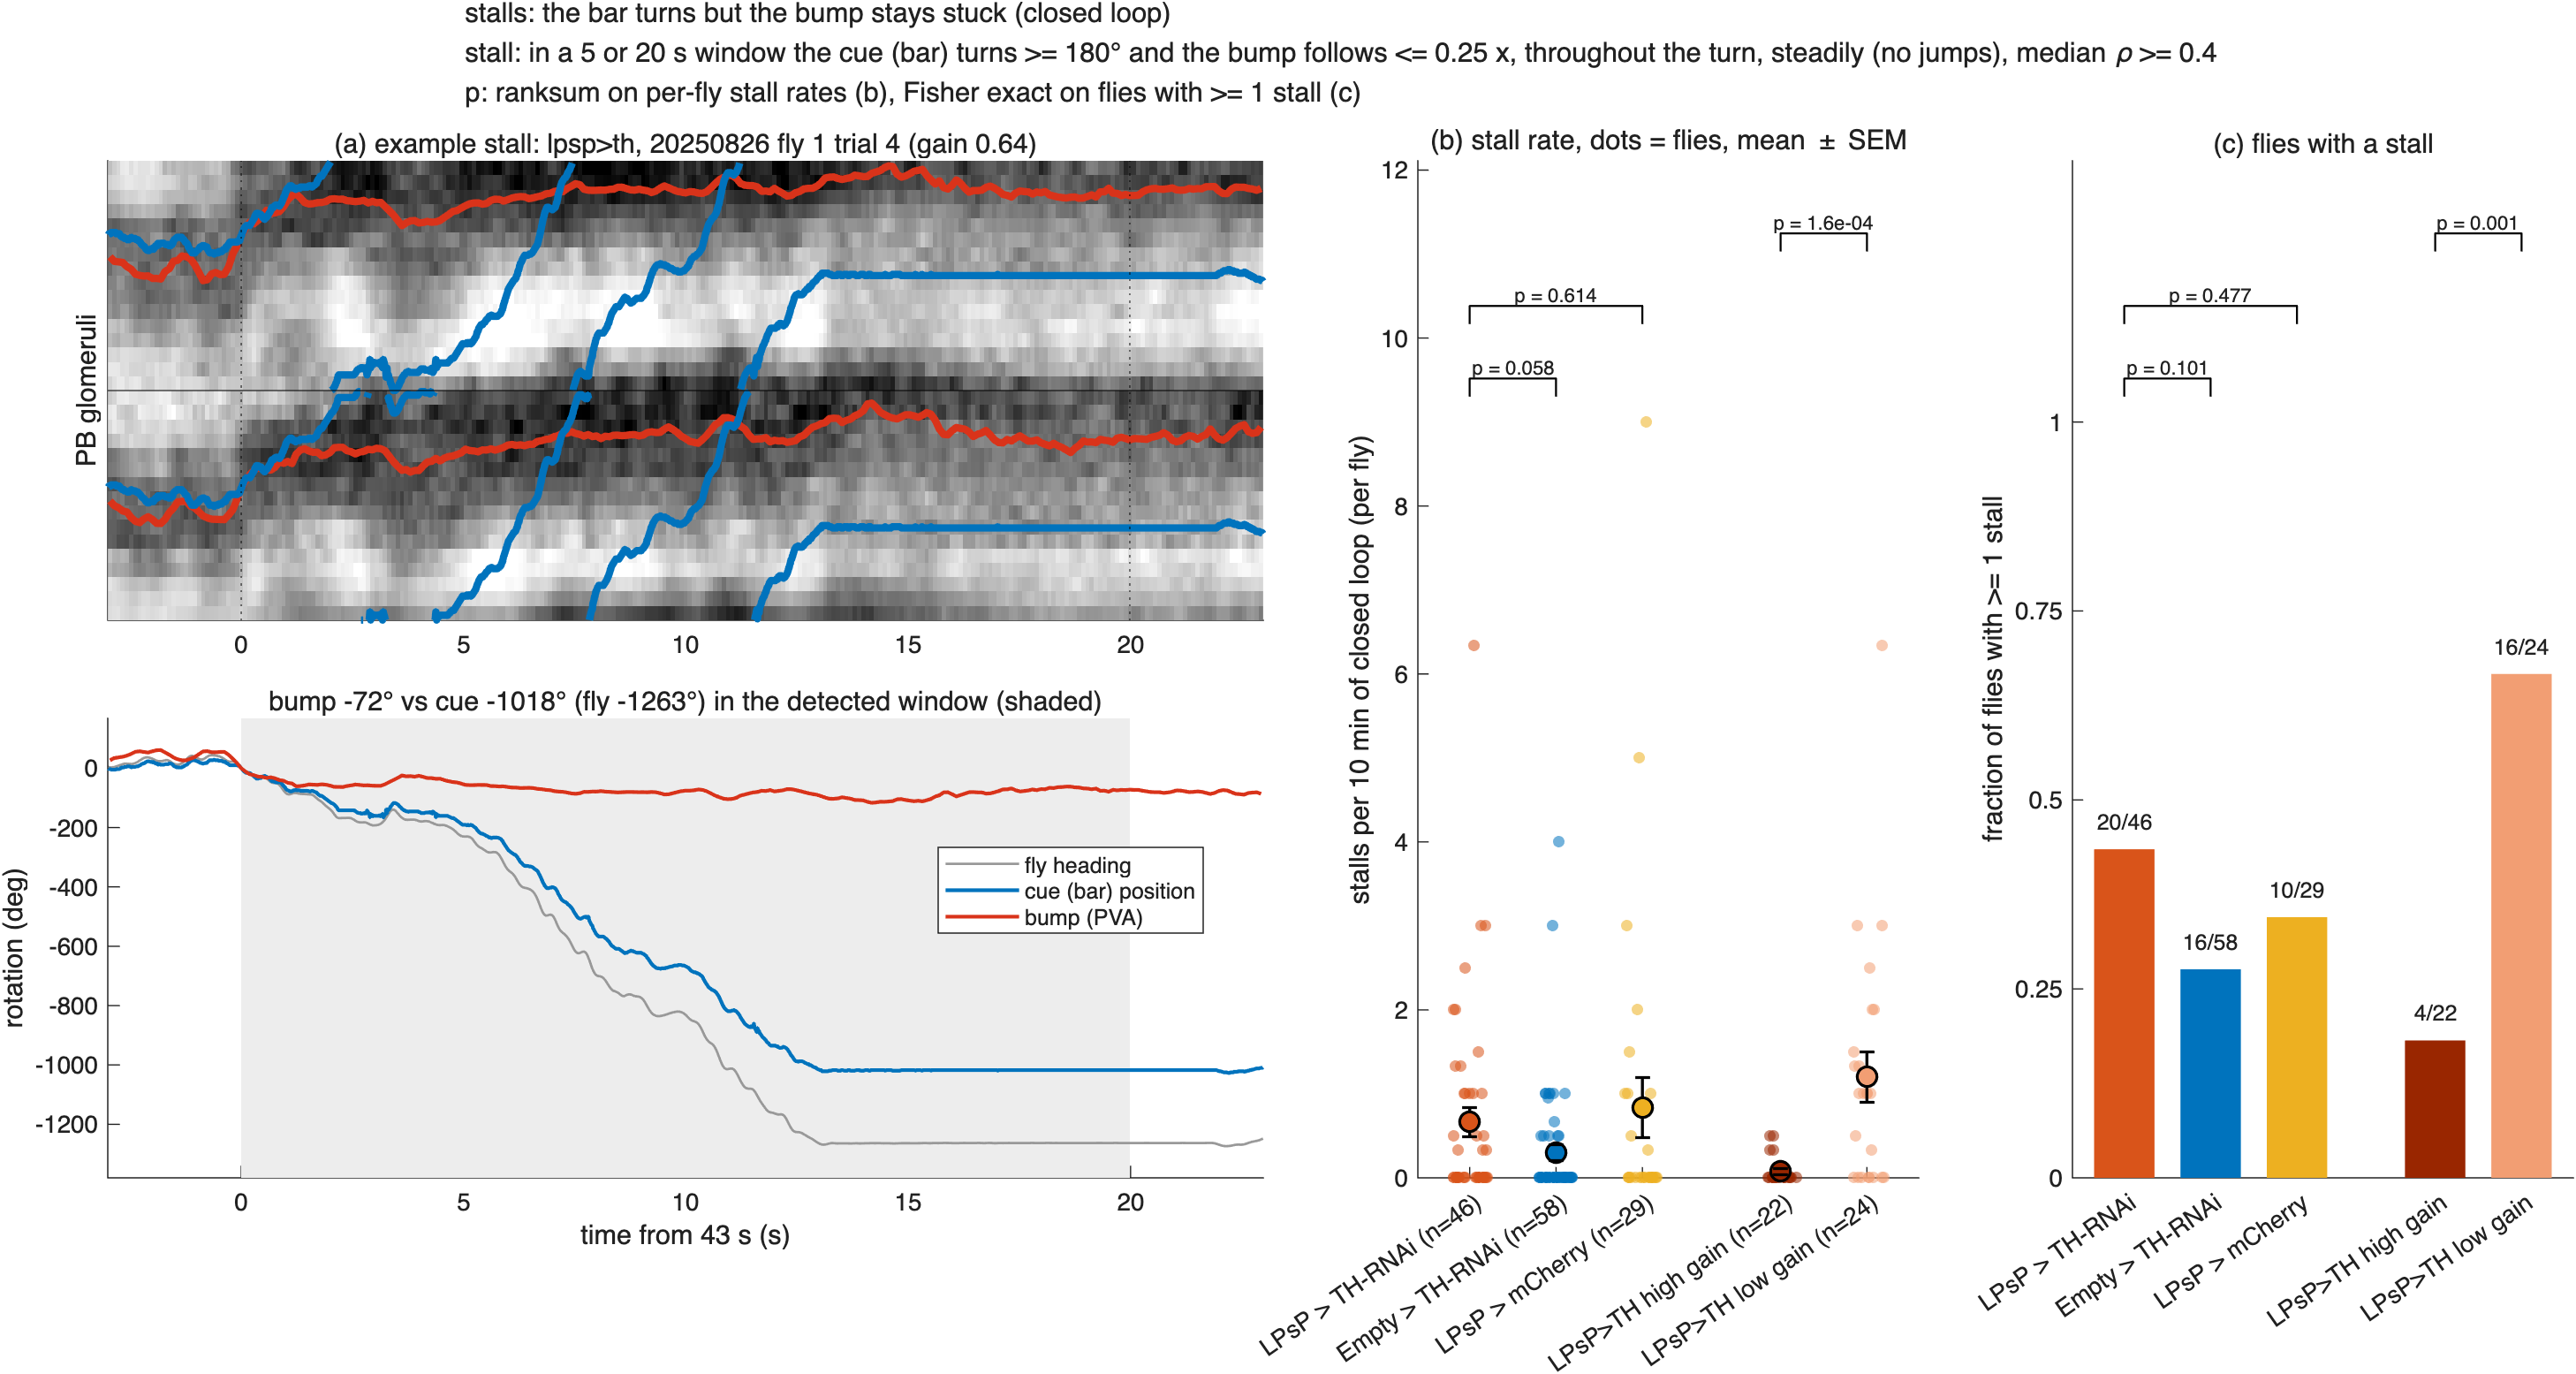 stalls: the bar turns but the bump stays stuck (closed loop)
stall: in a 5 or 20 s window the cue (bar) turns >= 180° and the bump follows <= 0.25 x, throughout the turn, steadily (no jumps), median ρ >= 0.4
p: ranksum on per-fly stall rates (b), Fisher exact on flies with >= 1 stall (c)
(a) example stall: lpsp>th, 20250826 fly 1 trial 4 (gain 0.64)
PB glomeruli
0 5 10 15 20
bump -72° vs cue -1018° (fly -1263°) in the detected window (shaded)
rotation (deg)
0
-200
-400
-600
-800
-1000
-1200
fly heading
cue (bar) position
bump (PVA)
0 5 10 15 20
time from 43 s (s)
(b) stall rate, dots = flies, mean ± SEM
stalls per 10 min of closed loop (per fly)
12
10
8
6
4
2
0
p = 1.6e-04
p = 0.614
p = 0.058
LPsP > TH-RNAi (n=46)
Empty > TH-RNAi (n=58)
LPsP > mCherry (n=29)
LPsP>TH high gain (n=22)
LPsP>TH low gain (n=24)
(c) flies with a stall
fraction of flies with >= 1 stall
1
0.75
0.5
0.25
0
p = 0.001
p = 0.477
p = 0.101
20/46
16/58
10/29
4/22
16/24
LPsP > TH-RNAi
Empty > TH-RNAi
LPsP > mCherry
LPsP>TH high gain
LPsP>TH low gain